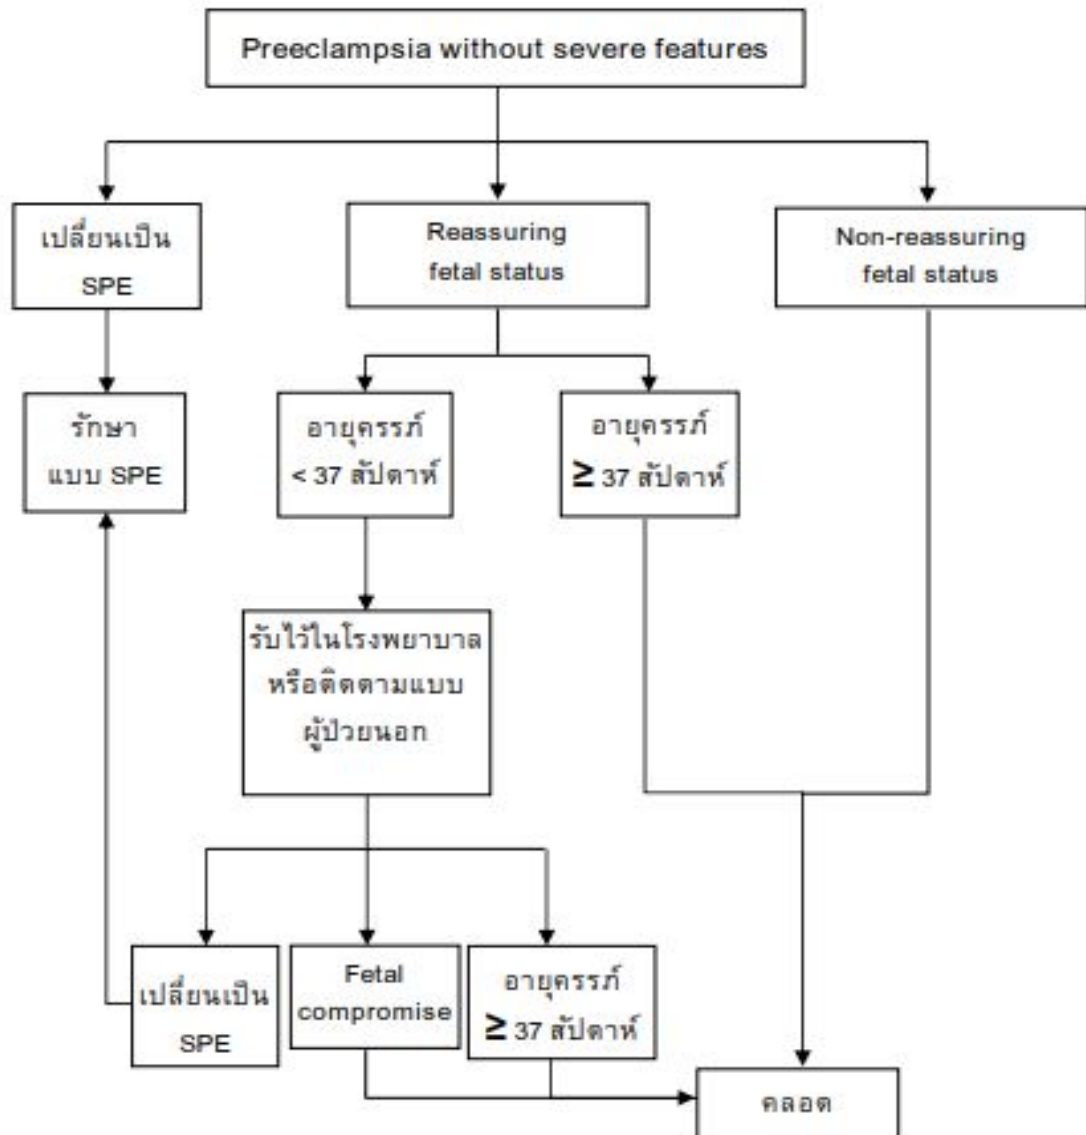 Preeclampsia without severe features
เปลี่ยนเป็น
SPE
Reassuring
fetal status
Non-reassuring
fetal status
รักษา
แบบ SPE
อายุครรภ์
< 37 สัปดาห์
อายุครรภ์
≥ 37 สัปดาห์
รับไว้ในโรงพยาบาล
หรือติดตามแบบ
ผู้ป่วยนอก
เปลี่ยนเป็น
SPE
Fetal
compromise
อายุครรภ์
≥ 37 สัปดาห์
คลอด